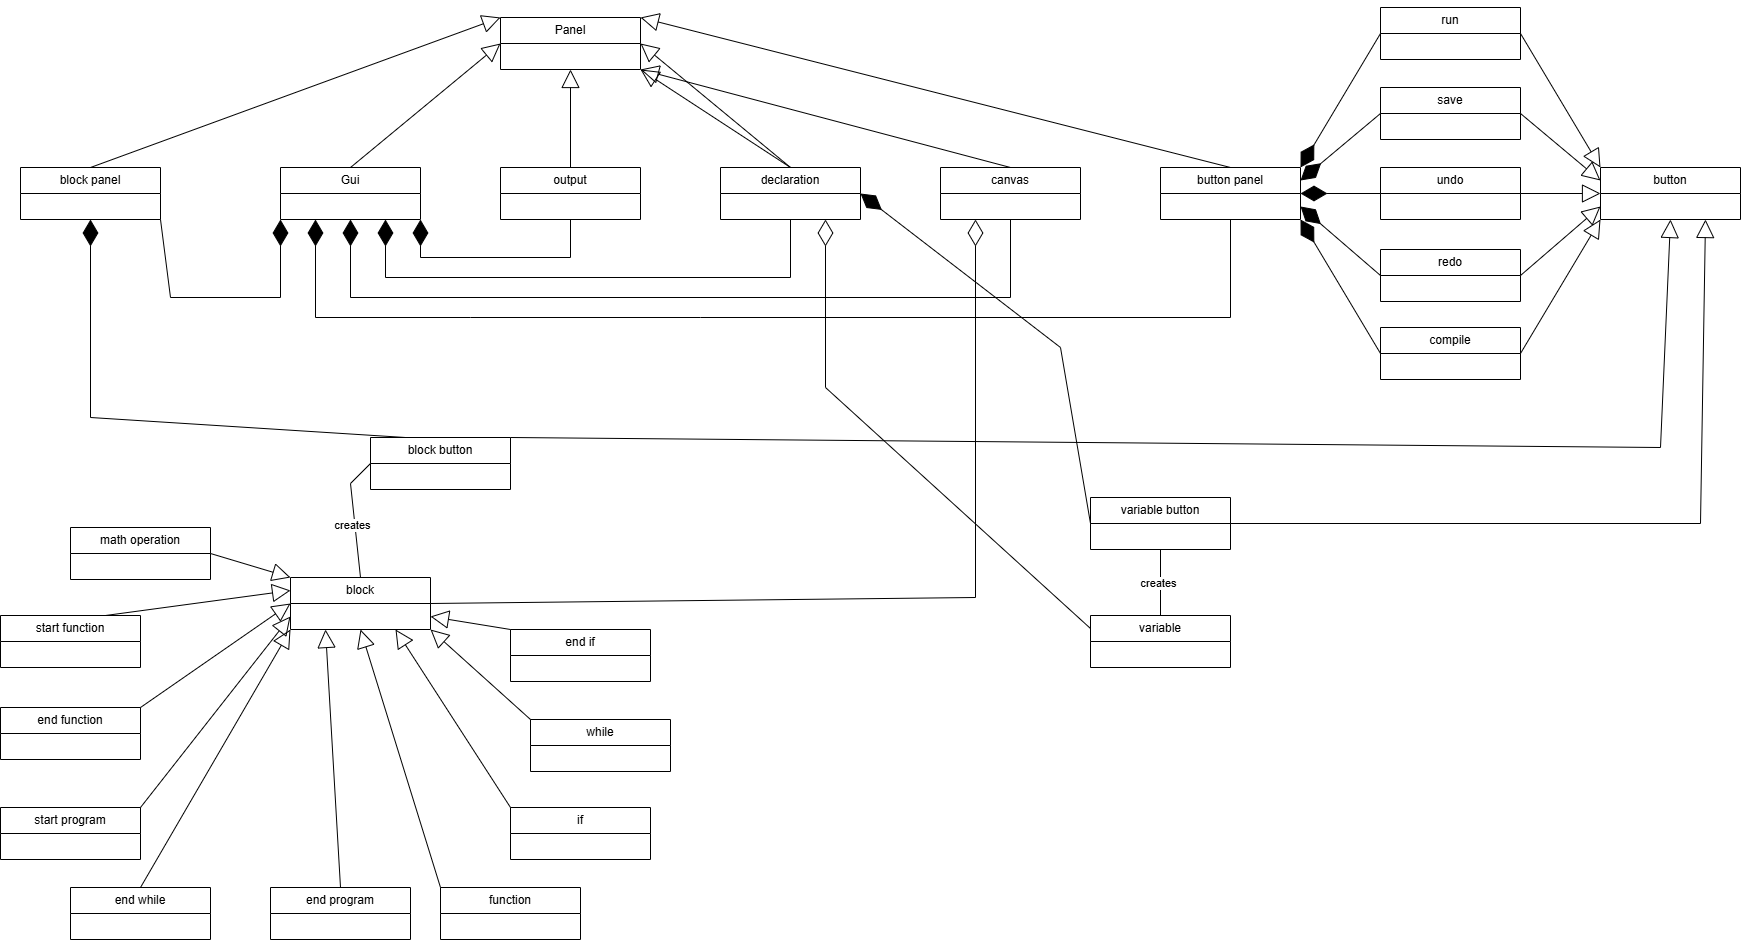 run
Panel
save
block panel
Gui
output
declaration
canvas
button panel
undo
button
redo
compile
block button
variable button
creates
math operation
creates
block
start function
end if
variable
end function
while
start program
if
end while
end program
function